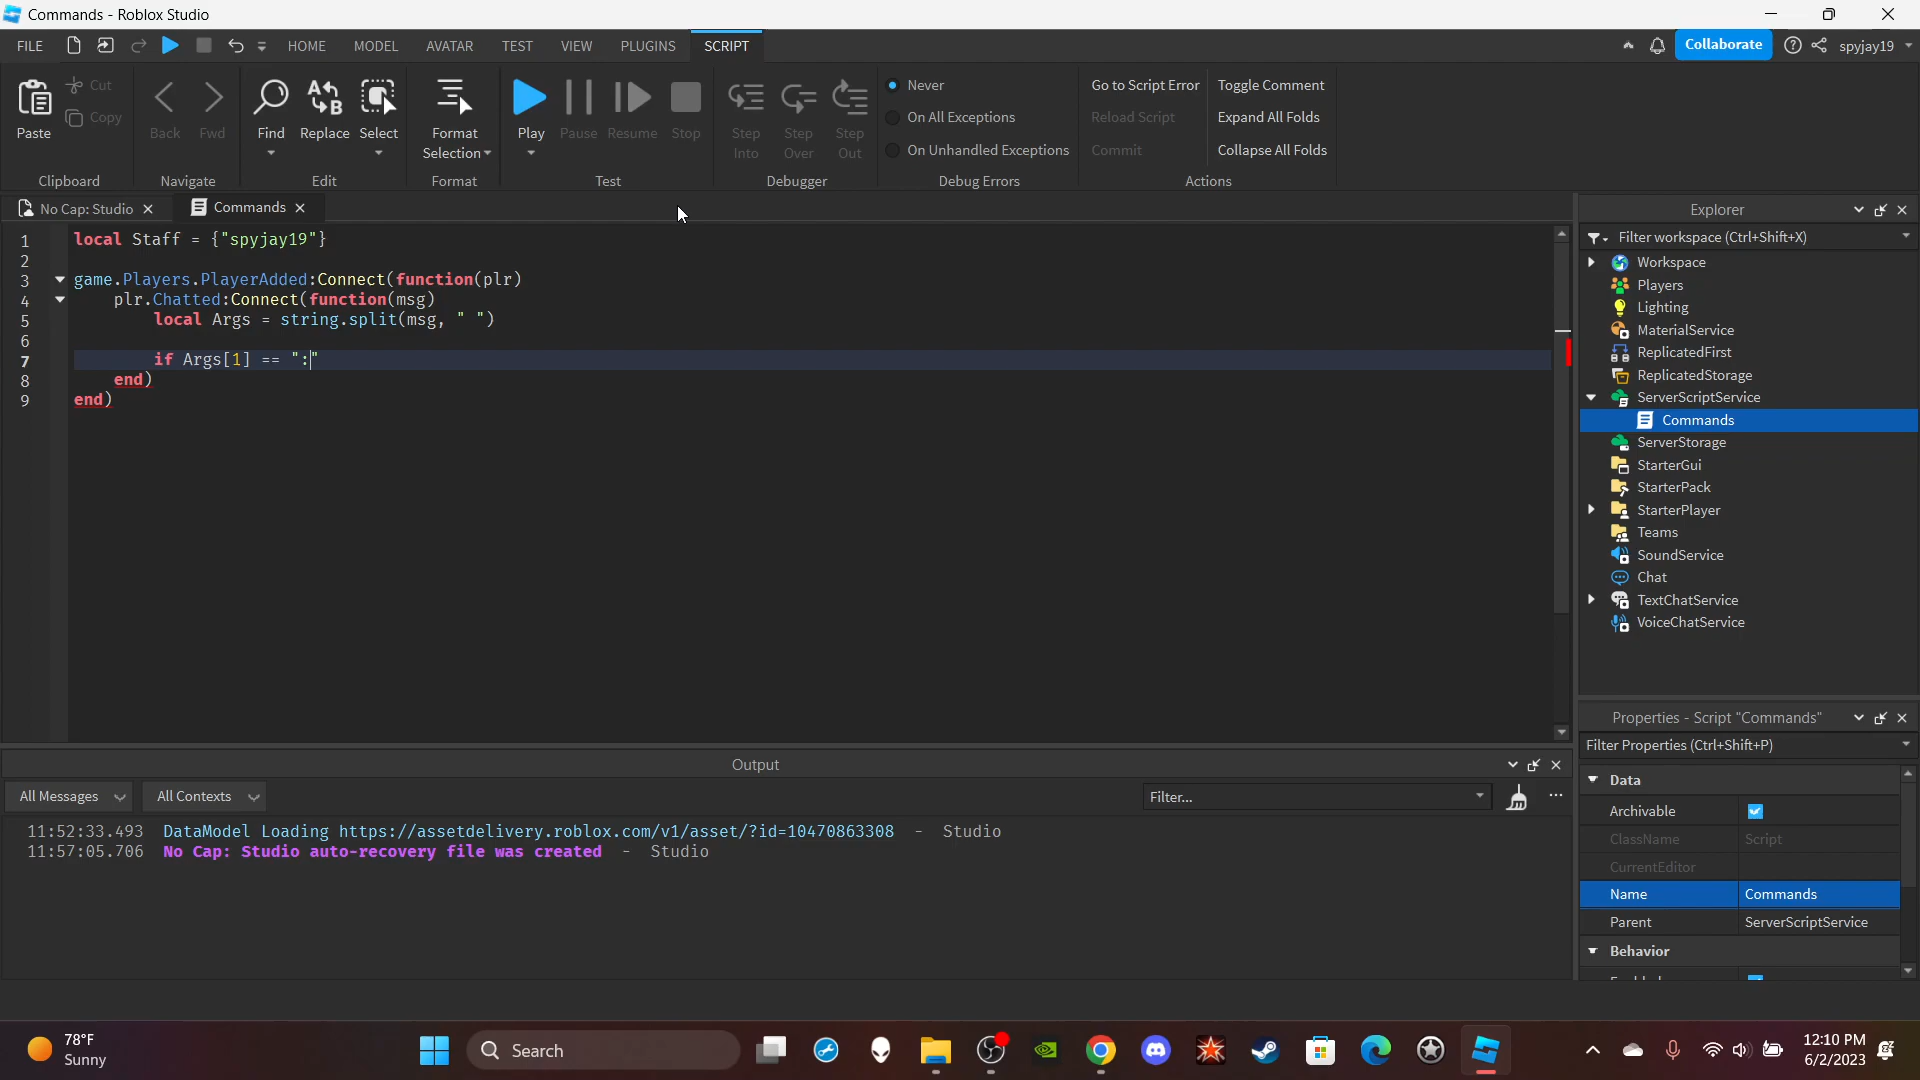 Commands - Roblox Studio
FILE HOME MODEL AVATAR TEST VIEW PLUGINS SCRIPT Collaborate spyjay19
Paste Cut Copy Back Fwd Find Replace Select Format Selection Play Pause Resume Stop Step Into Step Over Step Out
Never
On All Exceptions
On Unhandled Exceptions
Go to Script Error
Reload Script
Commit
Toggle Comment
Expand All Folds
Collapse All Folds
Clipboard Navigate Edit Format Test Debugger Debug Errors Actions
No Cap: Studio Commands
1 local Staff = {"spyjay19"}
2
3 game.Players.PlayerAdded:Connect(function(plr)
4 plr.Chatted:Connect(function(msg)
5 local Args = string.split(msg, " ")
6
7 if Args[1] == ":"
8 end)
9 end)
Explorer
Filter workspace (Ctrl+Shift+X)
Workspace
Players
Lighting
MaterialService
ReplicatedFirst
ReplicatedStorage
ServerScriptService
Commands
ServerStorage
StarterGui
StarterPack
StarterPlayer
Teams
SoundService
Chat
TextChatService
VoiceChatService
Properties - Script "Commands"
Filter Properties (Ctrl+Shift+P)
Data
Archivable
ClassName Script
CurrentEditor
Name Commands
Parent ServerScriptService
Behavior
Output
All Messages All Contexts Filter...
11:52:33.493 DataModel Loading https://assetdelivery.roblox.com/v1/asset/?id=10470863308 - Studio
11:57:05.706 No Cap: Studio auto-recovery file was created - Studio
78°F
Sunny
Search
12:10 PM
6/2/2023